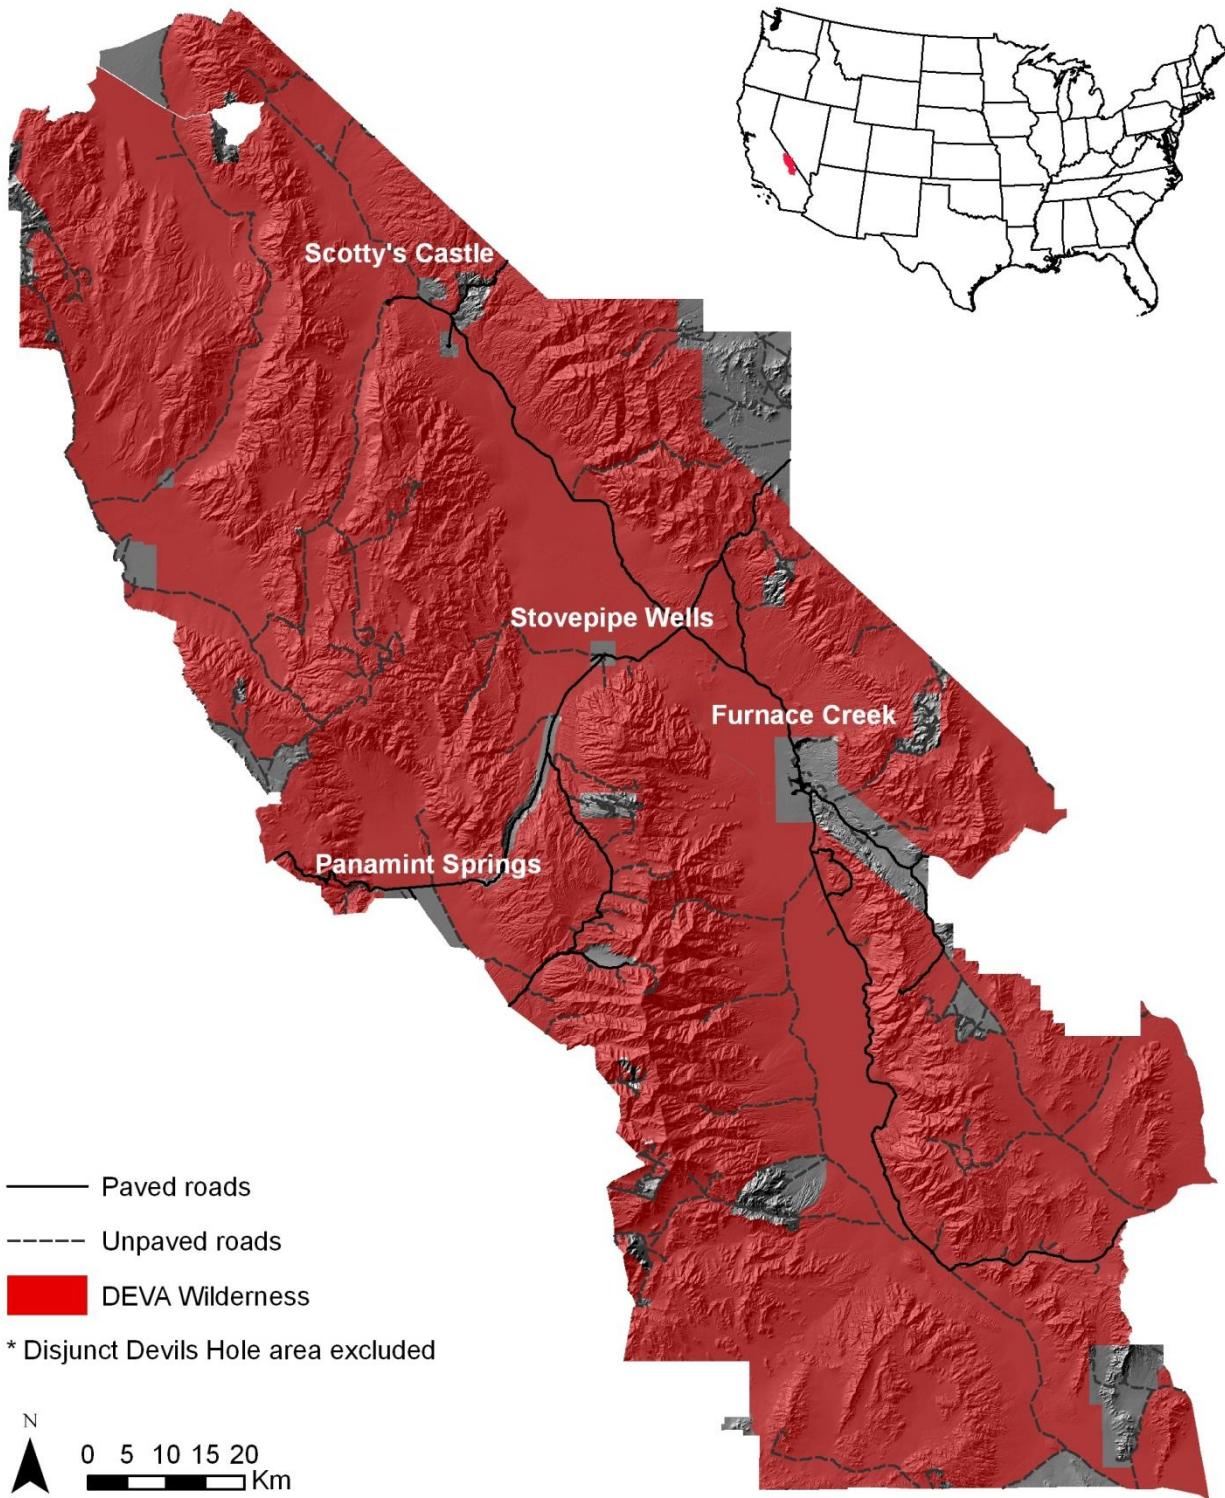 Scotty's Castle
Stovepipe Wells
Furnace Creek
Panamint Springs
Paved roads
Unpaved roads
DEVA Wilderness
* Disjunct Devils Hole area excluded
N
0 5 10 15 20
Km